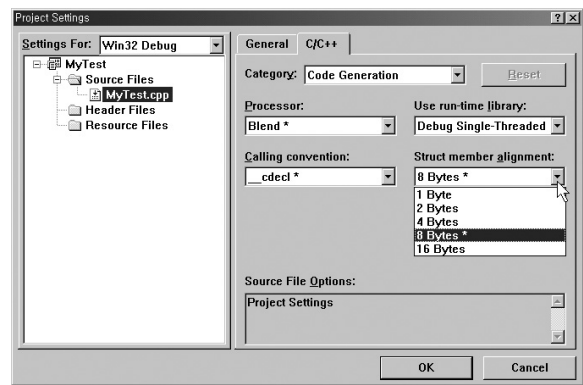 Project Settings
Settings For: Win32 Debug
MyTest
Source Files
MyTest.cpp
Header Files
Resource Files
General C/C++
Category: Code Generation
Reset
Processor:
Blend *
Use run-time library:
Debug Single-Threaded
Calling convention:
__cdecl *
Struct member alignment:
8 Bytes *
1 Byte
2 Bytes
4 Bytes
8 Bytes *
16 Bytes
Source File Options:
Project Settings
OK
Cancel